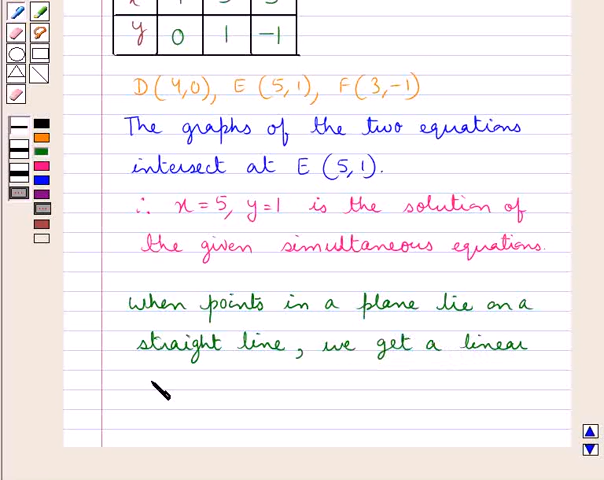 y 0 1 -1
D (4,0), E (5,1), F (3,-1)
The graphs of the two equations
intersect at E (5,1).
∴ x = 5, y = 1 is the solution of
the given simultaneous equations.
When points in a plane lie on a
straight line, we get a linear